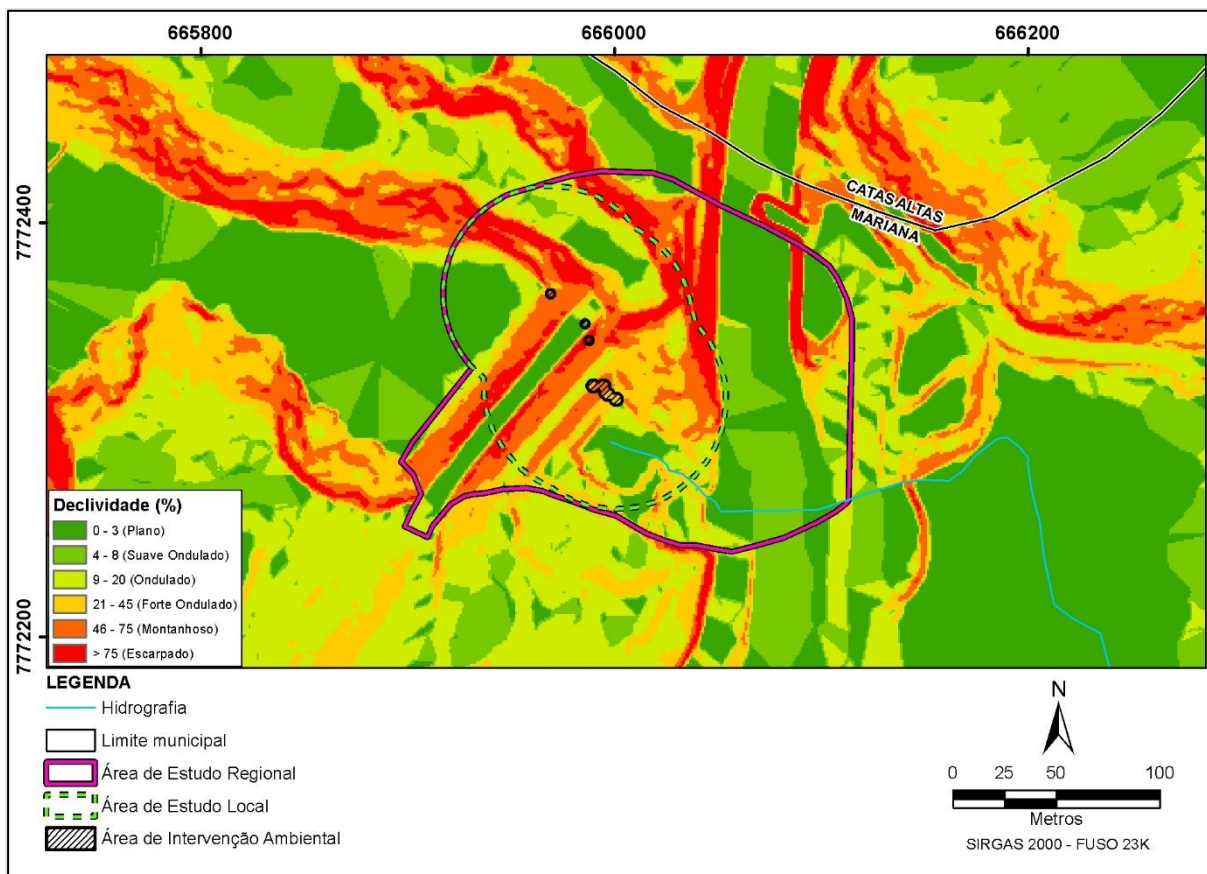 665800
666000
666200
7772400
7772200
CATAS ALTAS
MARIANA
Declividade (%)
0 - 3 (Plano)
4 - 8 (Suave Ondulado)
9 - 20 (Ondulado)
21 - 45 (Forte Ondulado)
46 - 75 (Montanhoso)
> 75 (Escarpado)
LEGENDA
Hidrografia
Limite municipal
Área de Estudo Regional
Área de Estudo Local
Área de Intervenção Ambiental
N
0 25 50 100
Metros
SIRGAS 2000 - FUSO 23K